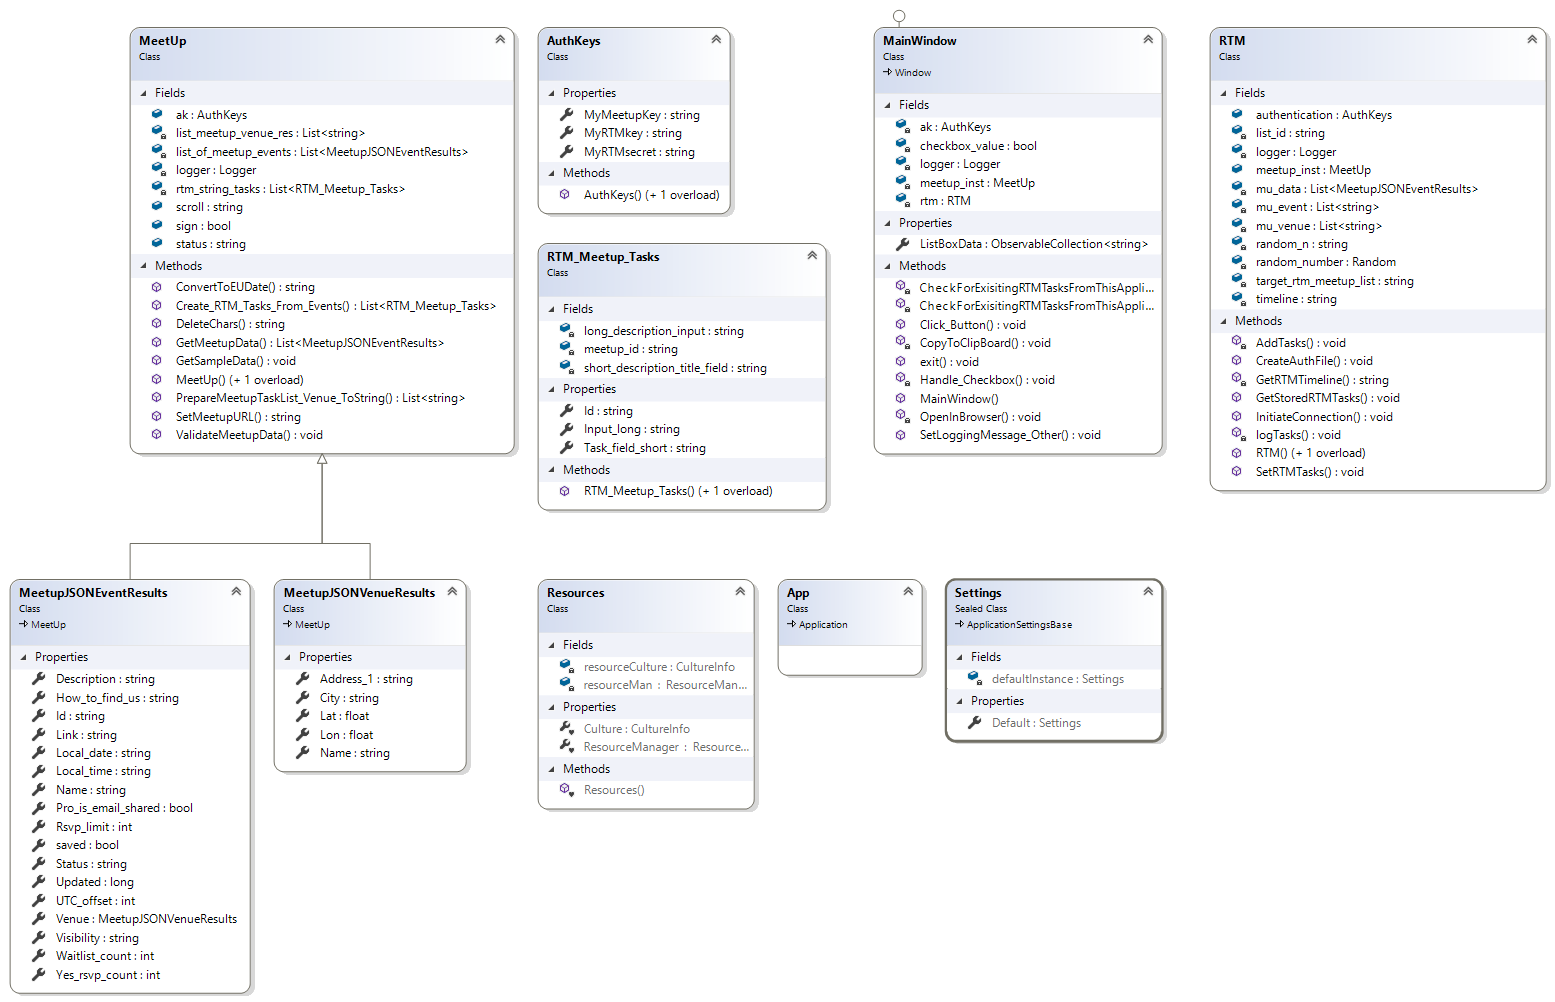 MeetUp
Class
Fields
ak : AuthKeys
list_meetup_venue_res : List<string>
list_of_meetup_events : List<MeetupJSONEventResults>
logger : Logger
rtm_string_tasks : List<RTM_Meetup_Tasks>
scroll : string
sign : bool
status : string
Methods
ConvertToEUDate() : string
Create_RTM_Tasks_From_Events() : List<RTM_Meetup_Tasks>
DeleteChars() : string
GetMeetupData() : List<MeetupJSONEventResults>
GetSampleData() : void
MeetUp() (+ 1 overload)
PrepareMeetupTaskList_Venue_ToString() : List<string>
SetMeetupURL() : string
ValidateMeetupData() : void
AuthKeys
Class
Properties
MyMeetupKey : string
MyRTMkey : string
MyRTMsecret : string
Methods
AuthKeys() (+ 1 overload)
RTM_Meetup_Tasks
Class
Fields
long_description_input : string
meetup_id : string
short_description_title_field : string
Properties
Id : string
Input_long : string
Task_field_short : string
Methods
RTM_Meetup_Tasks() (+ 1 overload)
MainWindow
Class
Window
Fields
ak : AuthKeys
checkbox_value : bool
logger : Logger
meetup_inst : MeetUp
rtm : RTM
Properties
ListBoxData : ObservableCollection<string>
Methods
CheckForExisitingRTMTasksFromThisAppli...
CheckForExisitingRTMTasksFromThisAppli...
Click_Button() : void
CopyToClipBoard() : void
exit() : void
Handle_Checkbox() : void
MainWindow()
OpenInBrowser() : void
SetLoggingMessage_Other() : void
RTM
Class
Fields
authentication : AuthKeys
list_id : string
logger : Logger
meetup_inst : MeetUp
mu_data : List<MeetupJSONEventResults>
mu_event : List<string>
mu_venue : List<string>
random_n : string
random_number : Random
target_rtm_meetup_list : string
timeline : string
Methods
AddTasks() : void
CreateAuthFile() : void
GetRTMTimeline() : string
GetStoredRTMTasks() : void
InitiateConnection() : void
logTasks() : void
RTM() (+ 1 overload)
SetRTMTasks() : void
MeetupJSONEventResults
Class
MeetUp
Properties
Description : string
How_to_find_us : string
Id : string
Link : string
Local_date : string
Local_time : string
Name : string
Pro_is_email_shared : bool
Rsvp_limit : int
saved : bool
Status : string
Updated : long
UTC_offset : int
Venue : MeetupJSONVenueResults
Visibility : string
Waitlist_count : int
Yes_rsvp_count : int
MeetupJSONVenueResults
Class
MeetUp
Properties
Address_1 : string
City : string
Lat : float
Lon : float
Name : string
Resources
Class
Fields
resourceCulture : CultureInfo
resourceMan : ResourceMan...
Properties
Culture : CultureInfo
ResourceManager : Resource...
Methods
Resources()
App
Class
Application
Settings
Sealed Class
ApplicationSettingsBase
Fields
defaultInstance : Settings
Properties
Default : Settings